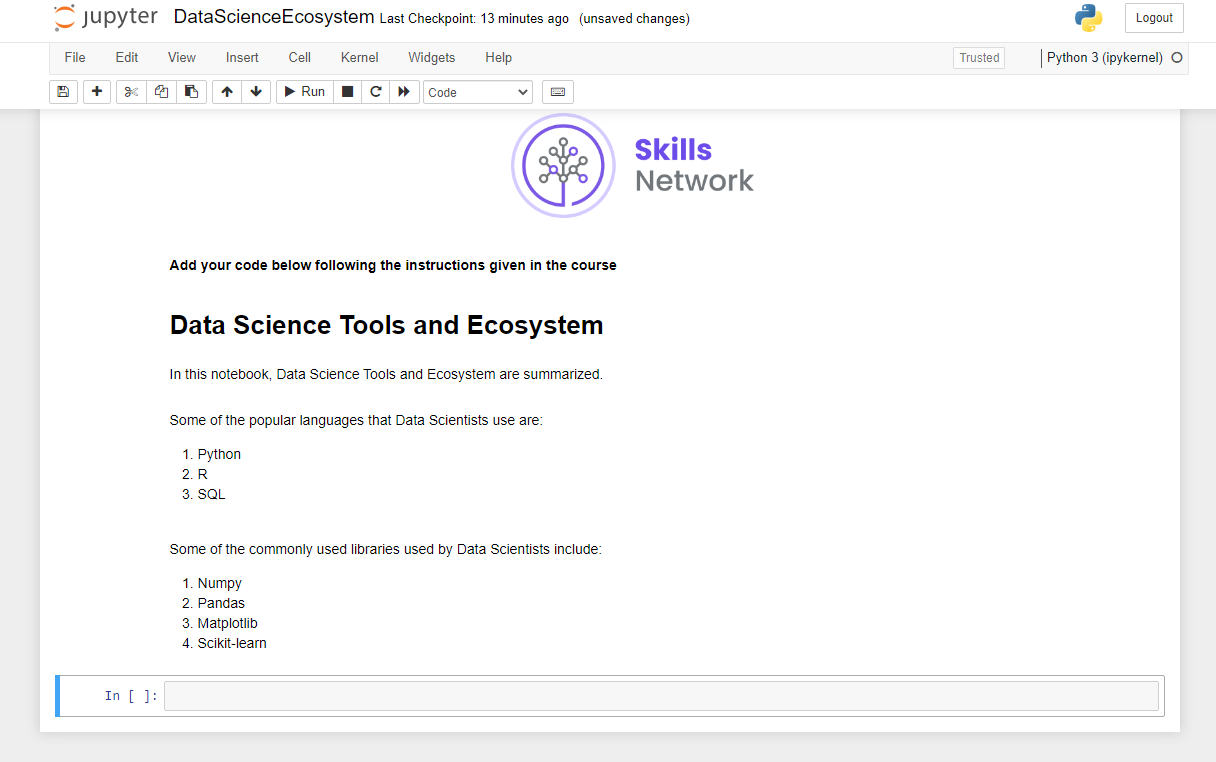 jupyter DataScienceEcosystem Last Checkpoint: 13 minutes ago (unsaved changes) Logout
File Edit View Insert Cell Kernel Widgets Help Trusted Python 3 (ipykernel)
Run Code
Skills
Network
Add your code below following the instructions given in the course
Data Science Tools and Ecosystem
In this notebook, Data Science Tools and Ecosystem are summarized.
Some of the popular languages that Data Scientists use are:
1. Python
2. R
3. SQL
Some of the commonly used libraries used by Data Scientists include:
1. Numpy
2. Pandas
3. Matplotlib
4. Scikit-learn
In [ ]: